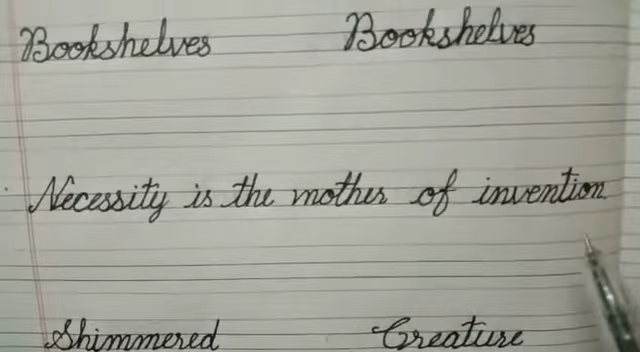 Bookshelves Bookshelves
Necessity is the mother of invention.
Shimmered Creature